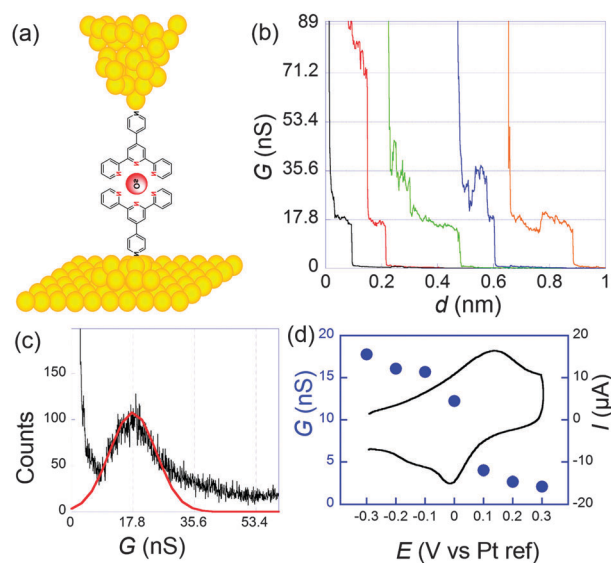 (a)
N
N
N
N
Co
N
N
N
N
(b)
89
71.2
53.4
35.6
17.8
0
G (nS)
0 0.2 0.4 0.6 0.8 1
d (nm)
(c)
150
100
50
0
Counts
0 17.8 35.6 53.4
G (nS)
(d)
20
15
10
5
0
G (nS)
20
10
0
-10
-20
I (µA)
-0.3 -0.2 -0.1 0 0.1 0.2 0.3
E (V vs Pt ref)